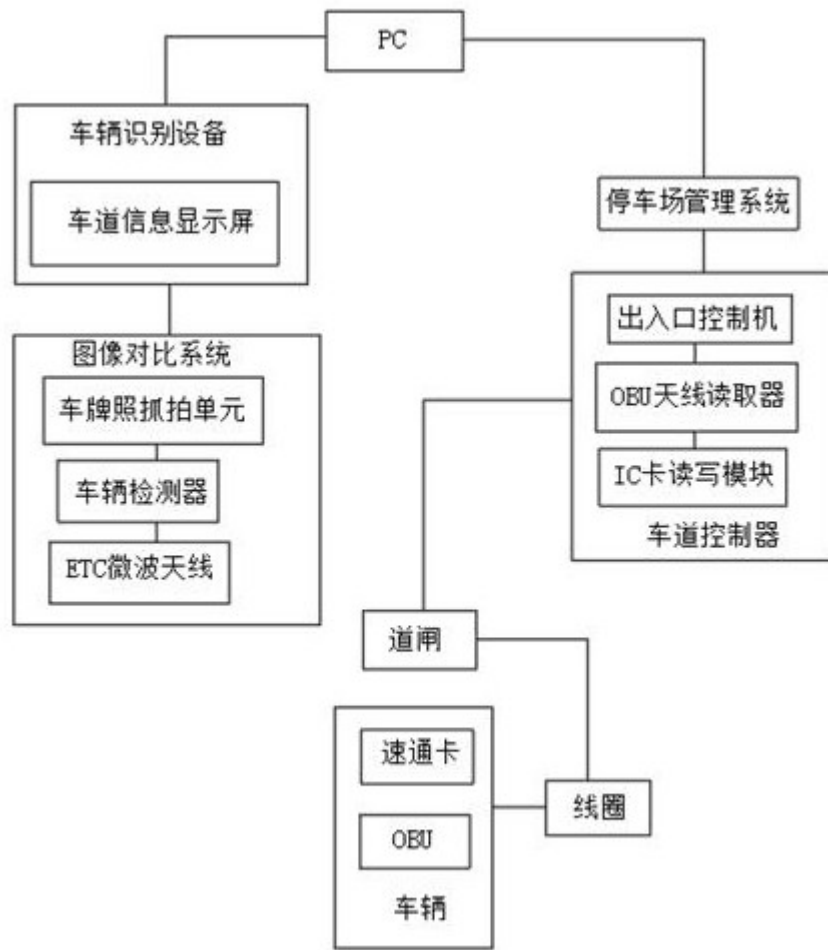 PC
车辆识别设备
车道信息显示屏
图像对比系统
车牌照抓拍单元
车辆检测器
ETC微波天线
停车场管理系统
出入口控制机
OBU天线读取器
IC卡读写模块
车道控制器
道闸
速通卡
OBU
车辆
线圈